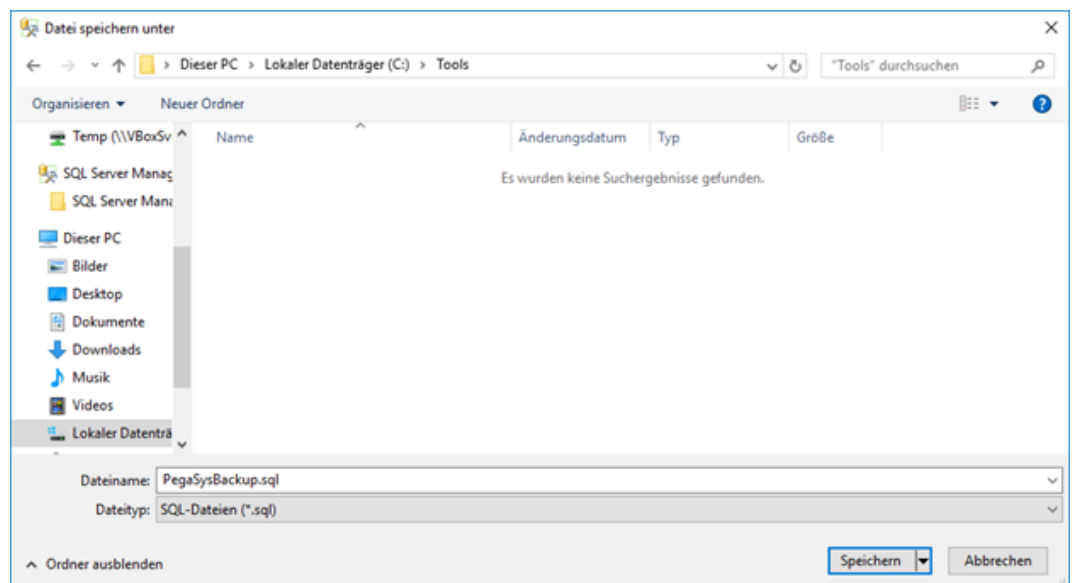 Datei speichern unter
Dieser PC > Lokaler Datenträger (C:) > Tools
"Tools" durchsuchen
Organisieren
Neuer Ordner
Name
Änderungsdatum
Typ
Größe
Es wurden keine Suchergebnisse gefunden.
Temp (\\VBoxSv
SQL Server Manag
SQL Server Mana
Dieser PC
Bilder
Desktop
Dokumente
Downloads
Musik
Videos
Lokaler Datenträ
Dateiname: PegaSysBackup.sql
Dateityp: SQL-Dateien (*.sql)
Ordner ausblenden
Speichern
Abbrechen